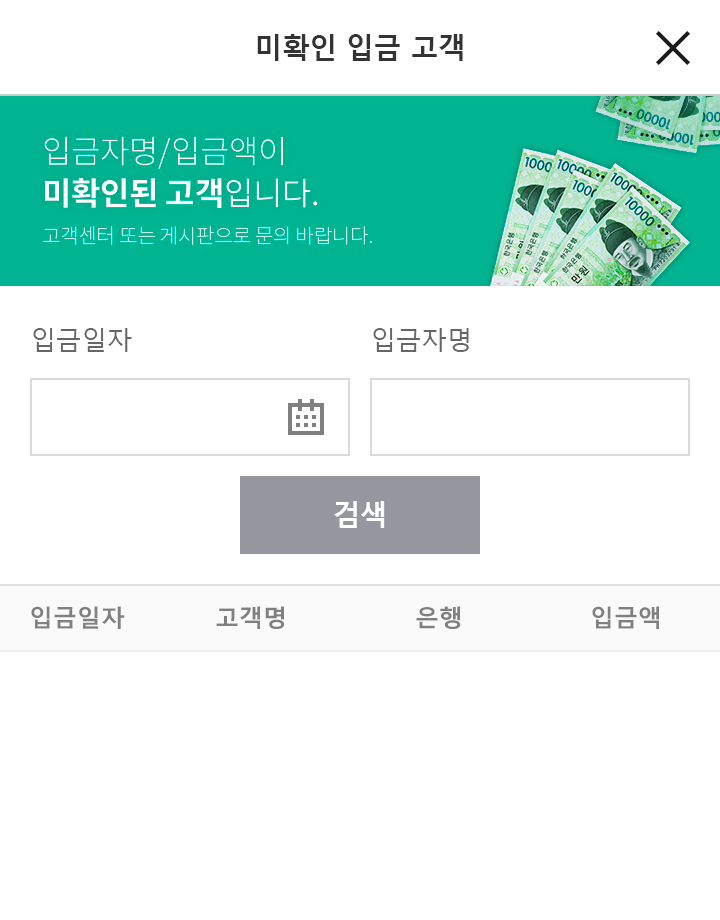 미확인 입금 고객
입금자명/입금액이
미확인된 고객입니다.
고객센터 또는 게시판으로 문의 바랍니다.
입금일자 입금자명
검색
입금일자 고객명 은행 입금액